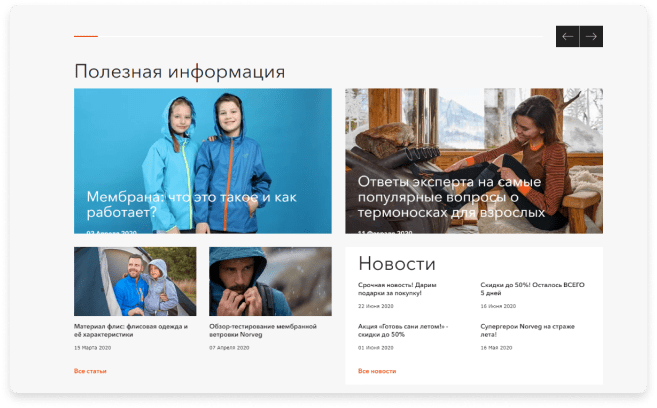 Полезная информация
Мембрана: что это такое и как
работает?
03 Апреля 2020
Ответы эксперта на самые
популярные вопросы о
термоносках для взрослых
14 Февраля 2020
Материал флис: флисовая одежда и
её характеристики
15 Марта 2020
Обзор-тестирование мембранной
ветровки Norveg
07 Апреля 2020
Все статьи
Новости
Срочная новость! Дарим
подарки за покупку!
22 Июня 2020
Скидки до 50%! Осталось ВСЕГО
5 дней
16 Июня 2020
Акция «Готовь сани летом!» -
скидки до 50%
01 Июня 2020
Супергерои Norveg на страже
лета!
16 Мая 2020
Все новости